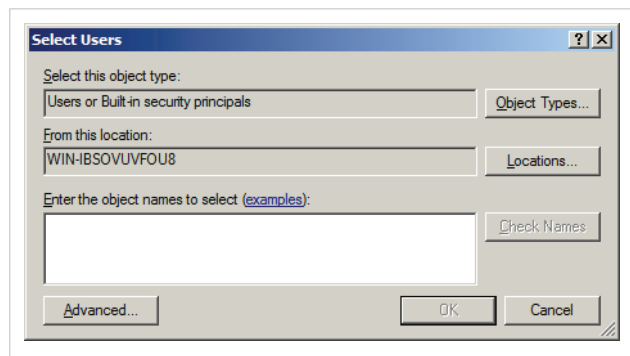 Select Users
Select this object type:
Users or Built-in security principals
Object Types...
From this location:
WIN-IBSOVUVFOU8
Locations...
Enter the object names to select (examples):
Check Names
Advanced...
OK
Cancel